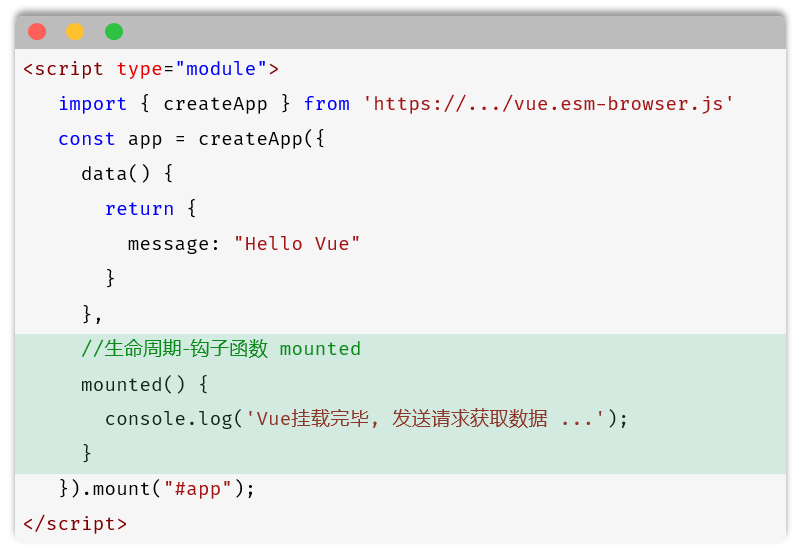 <script type="module">
import { createApp } from 'https://.../vue.esm-browser.js'
const app = createApp({
data() {
return {
message: "Hello Vue"
}
},
//生命周期-钩子函数 mounted
mounted() {
console.log('Vue挂载完毕, 发送请求获取数据 ...');
}
}).mount("#app");
</script>